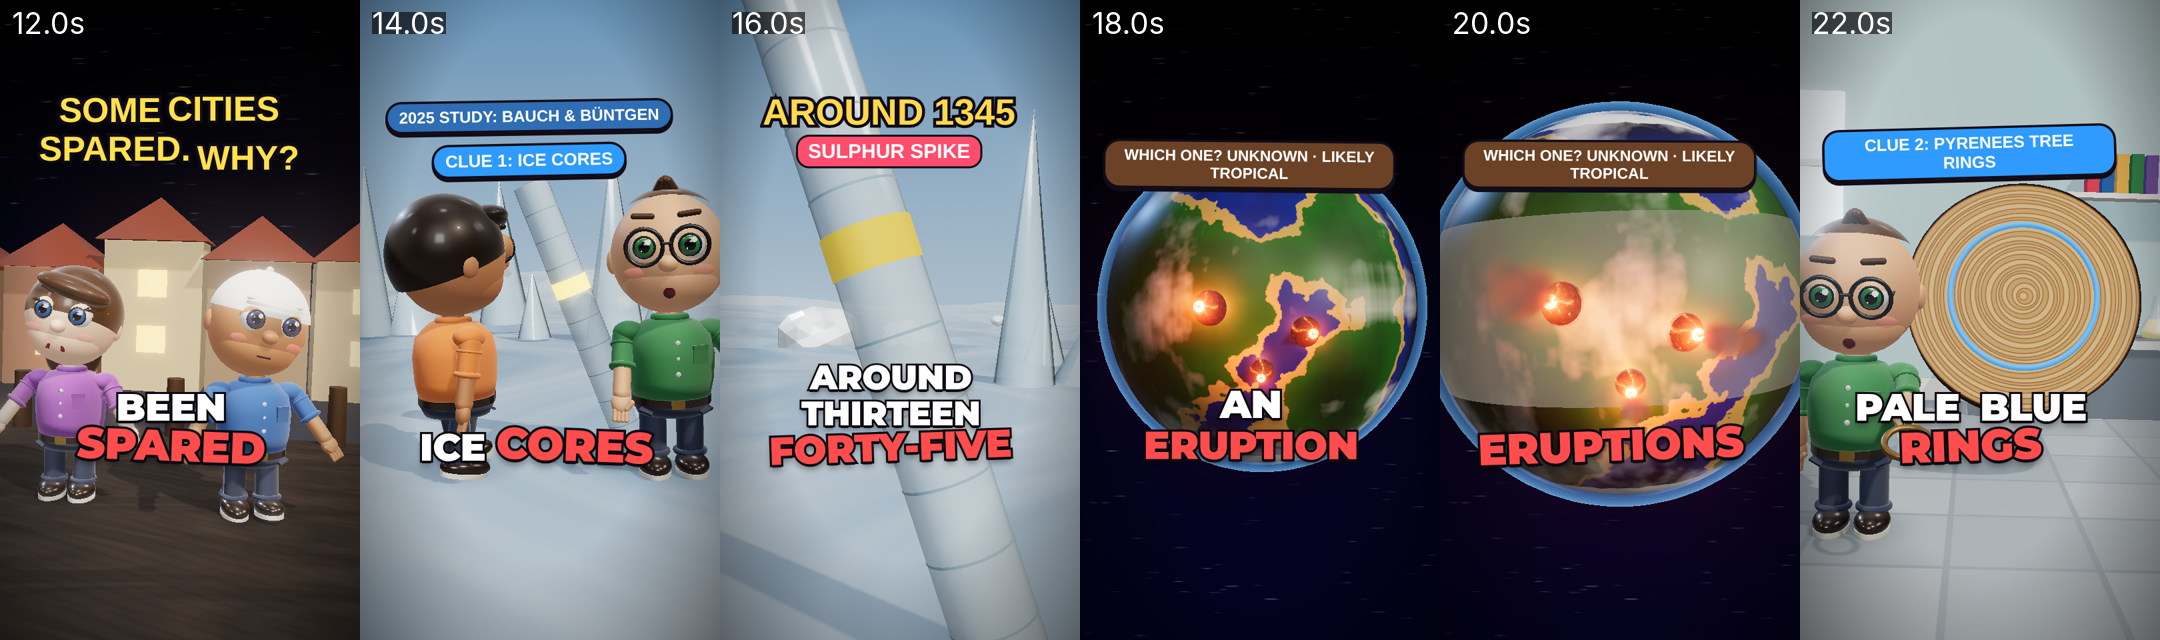 12.0s
SOME CITIES
SPARED. WHY?
BEEN
SPARED
14.0s
2025 STUDY: BAUCH & BÜNTGEN
CLUE 1: ICE CORES
ICE CORES
16.0s
AROUND 1345
SULPHUR SPIKE
AROUND
THIRTEEN
FORTY-FIVE
18.0s
WHICH ONE? UNKNOWN · LIKELY
TROPICAL
AN
ERUPTION
20.0s
WHICH ONE? UNKNOWN · LIKELY
TROPICAL
ERUPTIONS
22.0s
CLUE 2: PYRENEES TREE
RINGS
PALE BLUE
RINGS